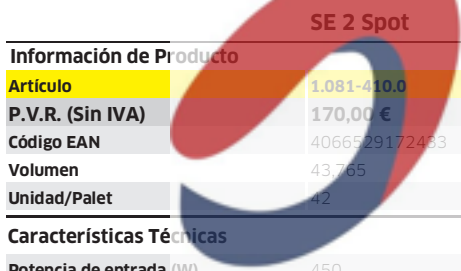 SE 2 Spot
Información de Producto
Artículo 1.081-410.0
P.V.R. (Sin IVA) 170,00 €
Código EAN 4066529172433
Volumen 43,765
Unidad/Palet 42
Características Técnicas
Potencia de entrada (W) 450